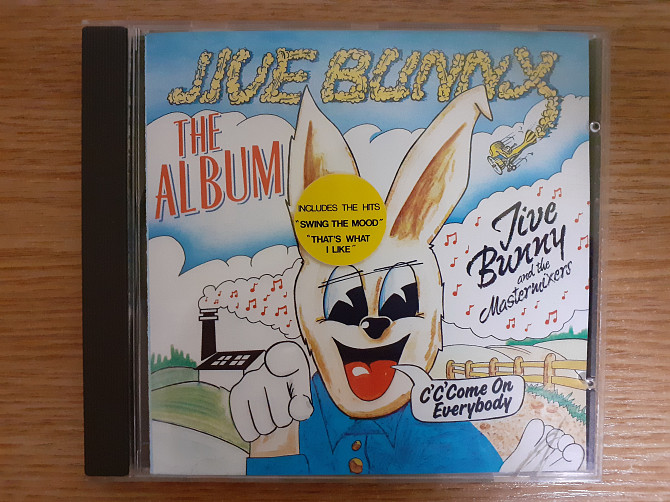 JIVE BUNNY
THE
ALBUM
INCLUDES THE HITS
"SWING THE MOOD"
"THAT'S WHAT
I LIKE"
Jive
Bunny
and the
Mastermixers
C'C'Come On
Everybody